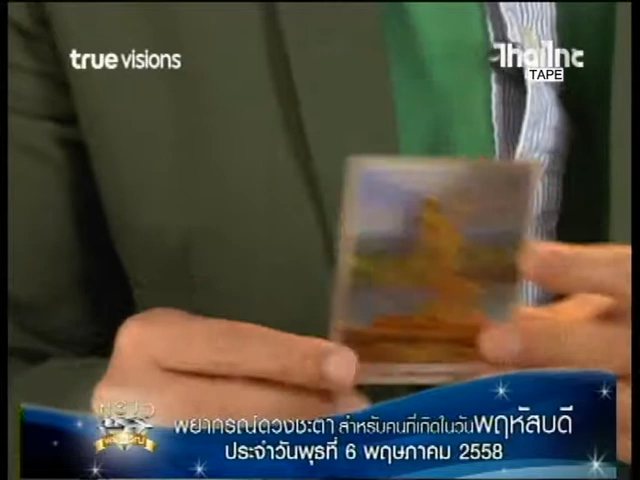 true visions
ThaiTre
TAPE
พยากรณ์ดวงชะตา สำหรับคนที่เกิดในวันพฤหัสบดี
ประจำวันพุธที่ 6 พฤษภาคม 2558